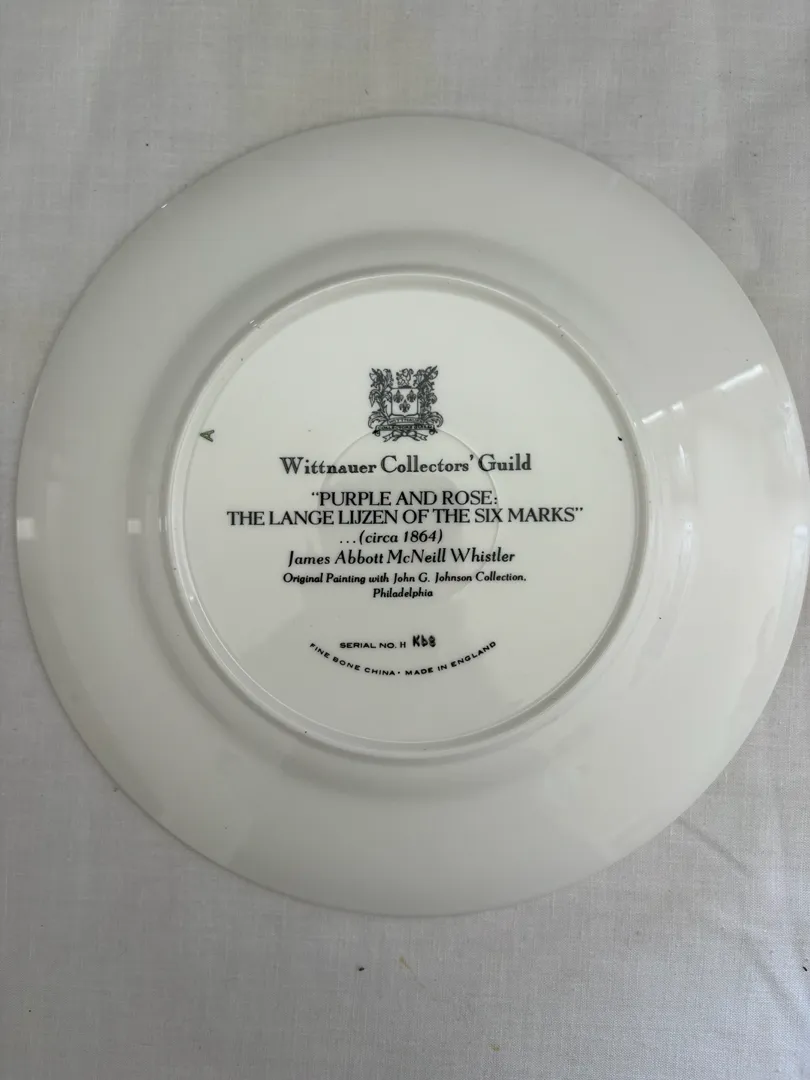 A
Wittnauer Collectors' Guild
"PURPLE AND ROSE:
THE LANGE LIJZEN OF THE SIX MARKS"
...(circa 1864)
James Abbott McNeill Whistler
Original Painting with John G. Johnson Collection,
Philadelphia
SERIAL NO. H
FINE BONE CHINA · MADE IN ENGLAND